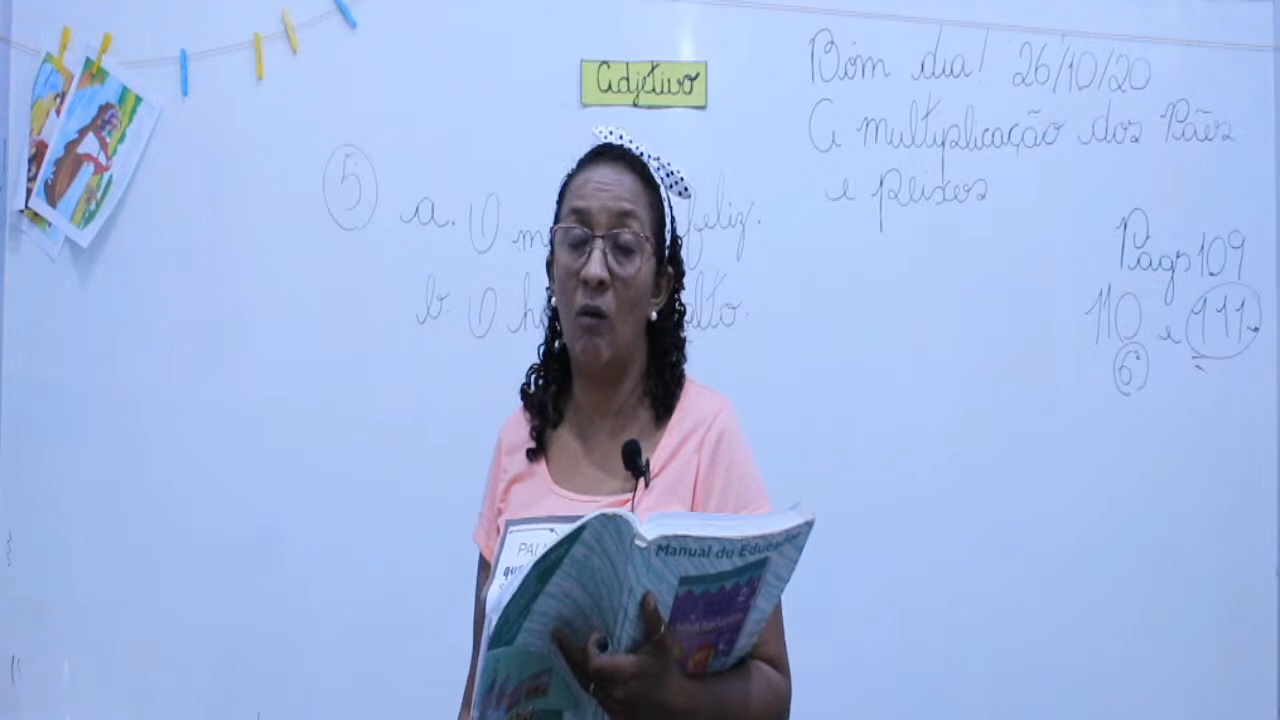 Adjetivo
Bom dia! 26/10/20
A multiplicação dos Pães
e peixes
5 a. O feliz.
b. O alto.
Págs 109
110 e 111
6
Manual do Educador